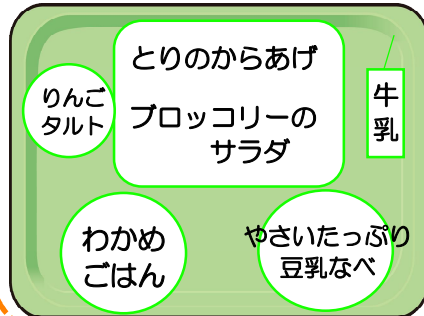 とりのからあげ
ブロッコリーの
サラダ
りんご
タルト
牛
乳
わかめ
ごはん
やさいたっぷり
豆乳なべ